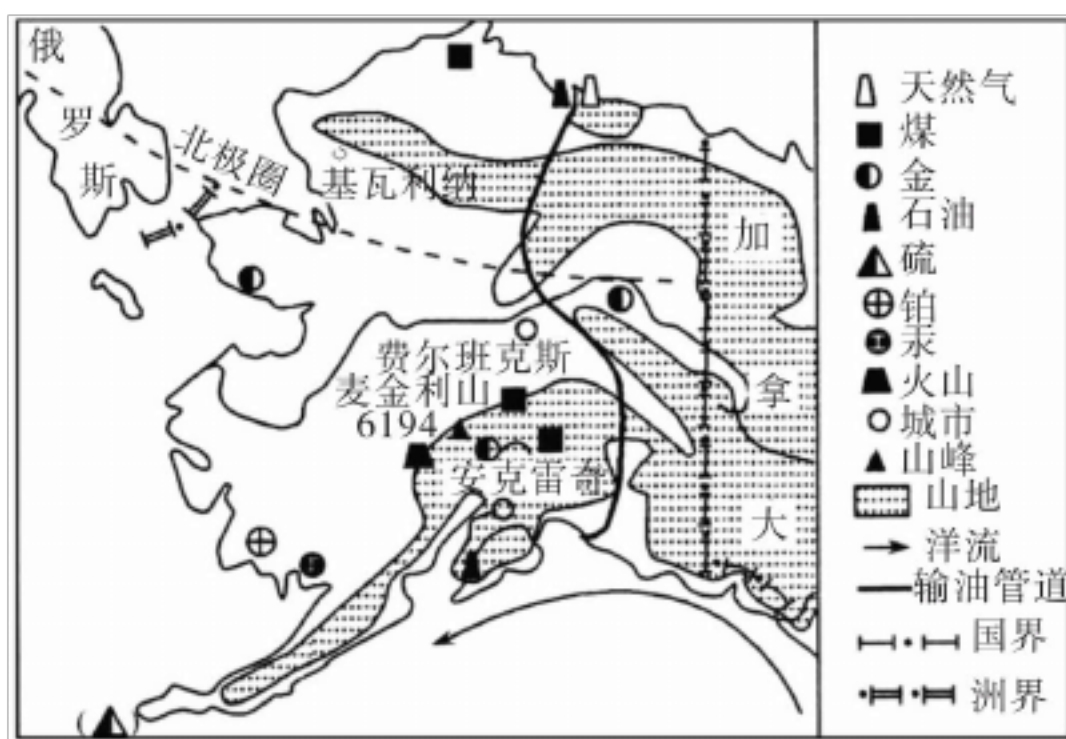 俄
罗
斯
北极圈
基瓦利纳
加
拿
大
费尔班克斯
麦金利山
6194
安克雷奇
天然气
煤
金
石油
硫
铂
汞
火山
城市
山峰
山地
洋流
输油管道
国界
洲界